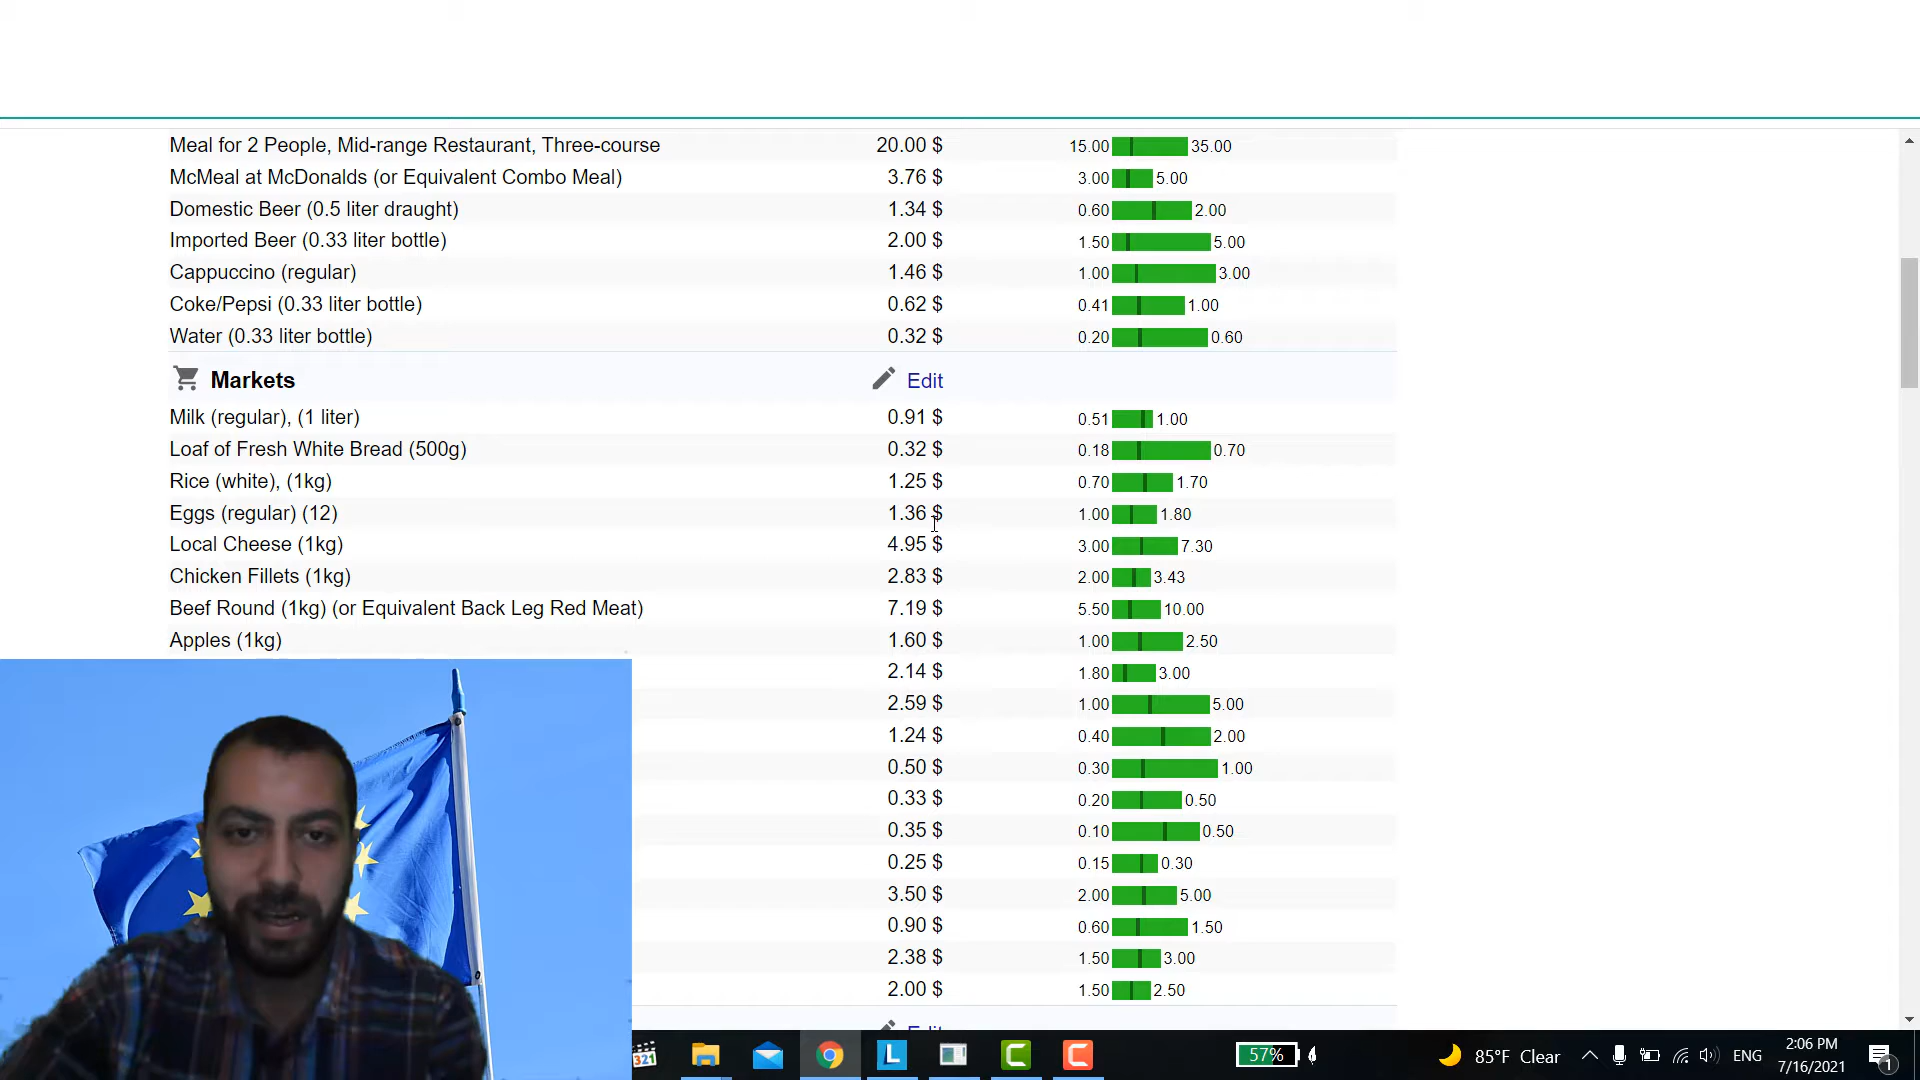 Meal for 2 People, Mid-range Restaurant, Three-course 20.00 $ 15.00 35.00
McMeal at McDonalds (or Equivalent Combo Meal) 3.76 $ 3.00 5.00
Domestic Beer (0.5 liter draught) 1.34 $ 0.60 2.00
Imported Beer (0.33 liter bottle) 2.00 $ 1.50 5.00
Cappuccino (regular) 1.46 $ 1.00 3.00
Coke/Pepsi (0.33 liter bottle) 0.62 $ 0.41 1.00
Water (0.33 liter bottle) 0.32 $ 0.20 0.60
Markets Edit
Milk (regular), (1 liter) 0.91 $ 0.51 1.00
Loaf of Fresh White Bread (500g) 0.32 $ 0.18 0.70
Rice (white), (1kg) 1.25 $ 0.70 1.70
Eggs (regular) (12) 1.36 $ 1.00 1.80
Local Cheese (1kg) 4.95 $ 3.00 7.30
Chicken Fillets (1kg) 2.83 $ 2.00 3.43
Beef Round (1kg) (or Equivalent Back Leg Red Meat) 7.19 $ 5.50 10.00
Apples (1kg) 1.60 $ 1.00 2.50
2.14 $ 1.80 3.00
2.59 $ 1.00 5.00
1.24 $ 0.40 2.00
0.50 $ 0.30 1.00
0.33 $ 0.20 0.50
0.35 $ 0.10 0.50
0.25 $ 0.15 0.30
3.50 $ 2.00 5.00
0.90 $ 0.60 1.50
2.38 $ 1.50 3.00
2.00 $ 1.50 2.50
Edit
321 L C C 57% 85°F Clear ENG 2:06 PM
7/16/2021 1